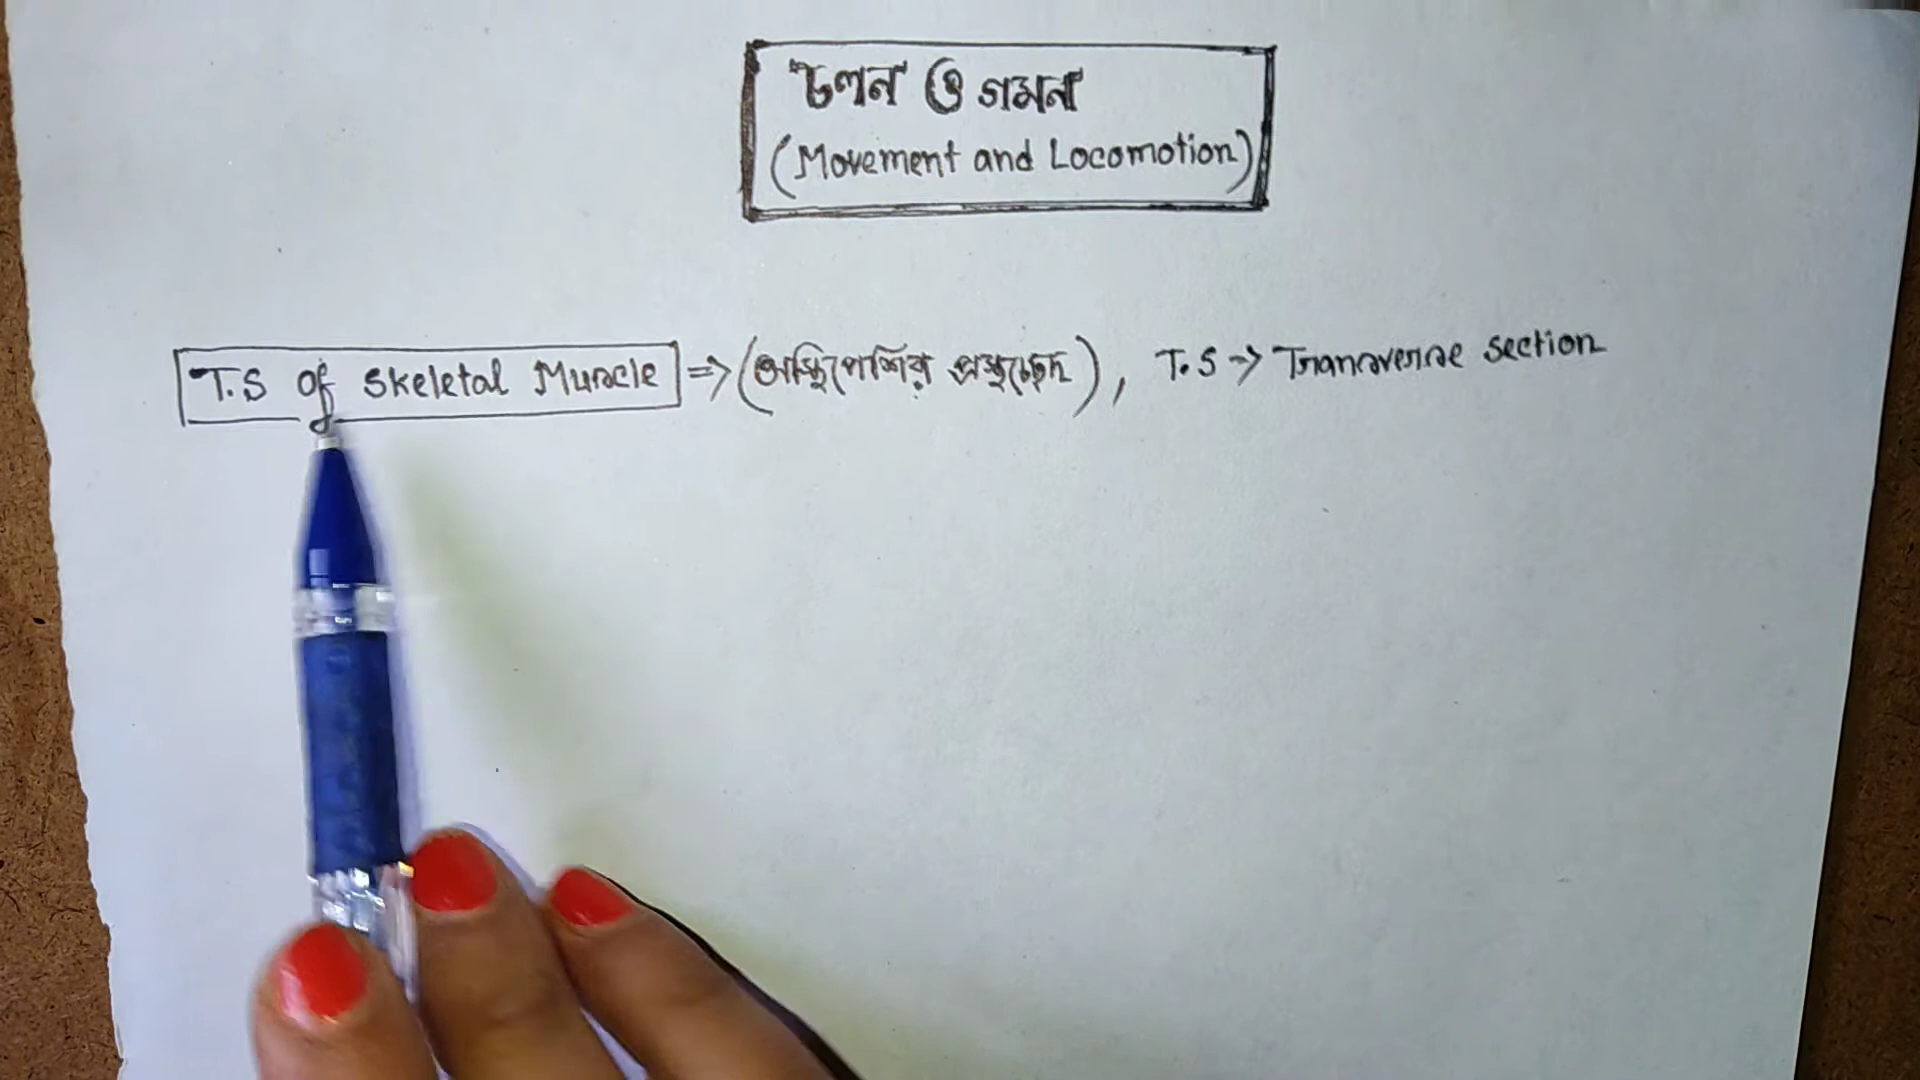 চলন ও গমন
(Movement and Locomotion)
T.S of Skeletal Muscle => (অস্থিপেশির প্রস্থচ্ছেদ), T.S -> Transverse section